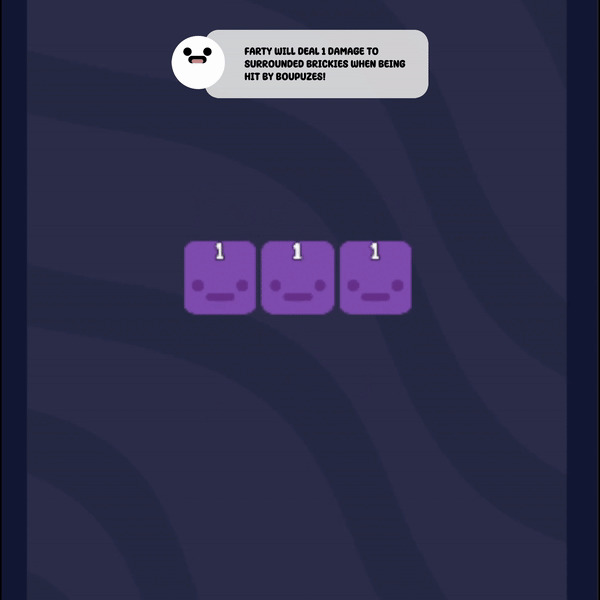 FARTY WILL DEAL 1 DAMAGE TO
SURROUNDED BRICKIES WHEN BEING
HIT BY BOUPUZES!
1 1 1